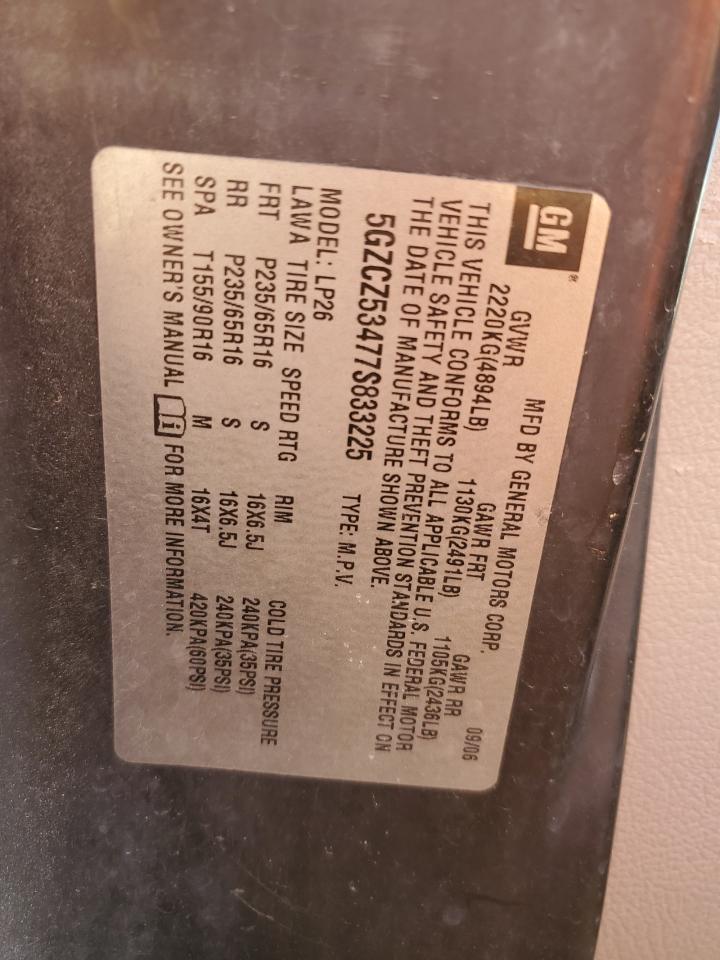 GM®
MFD BY GENERAL MOTORS CORP. 09/06
GVWR GAWR FRT GAWR RR
2220KG(4894LB) 1130KG(2491LB) 1105KG(2436LB)
THIS VEHICLE CONFORMS TO ALL APPLICABLE U.S. FEDERAL MOTOR
VEHICLE SAFETY AND THEFT PREVENTION STANDARDS IN EFFECT ON
THE DATE OF MANUFACTURE SHOWN ABOVE.
5GZCZ53477S833225 TYPE: M.P.V.
MODEL: LP26
LAWA TIRE SIZE SPEED RTG RIM COLD TIRE PRESSURE
FRT P235/65R16 S 16X6.5J 240KPA(35PSI)
RR P235/65R16 S 16X6.5J 240KPA(35PSI)
SPA T155/90R16 M 16X4T 420KPA(60PSI)
SEE OWNER'S MANUAL FOR MORE INFORMATION.